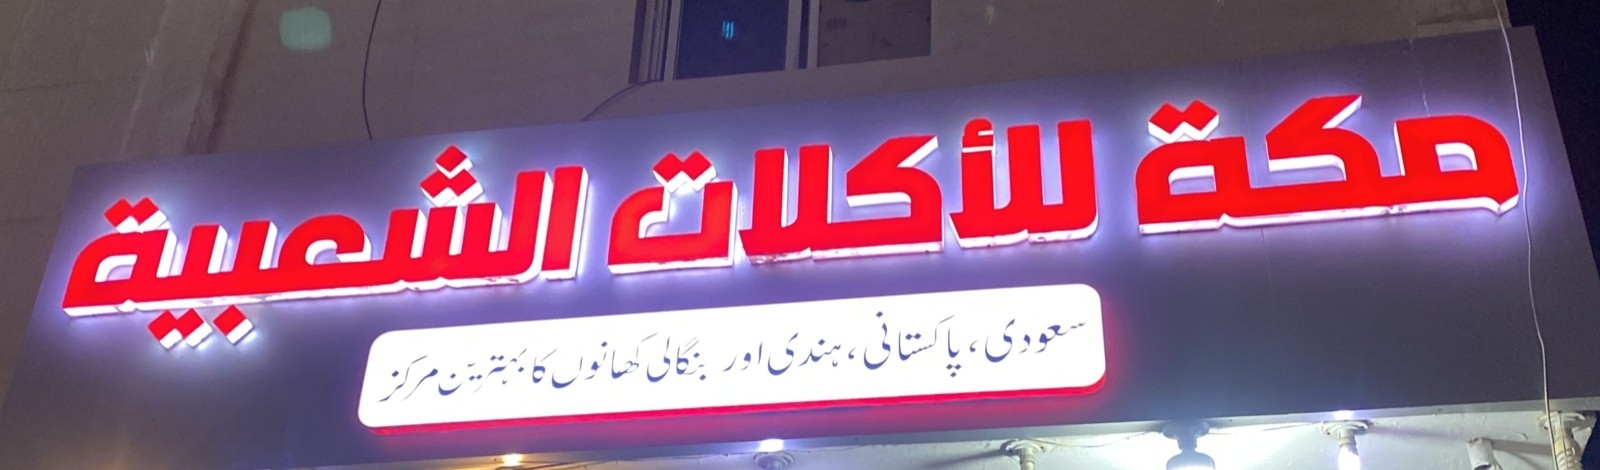 مكة للأكلات الشعبية
سعودی، پاکستانی، ہندی اور بنگالی کھانوں کا بہترین مرکز